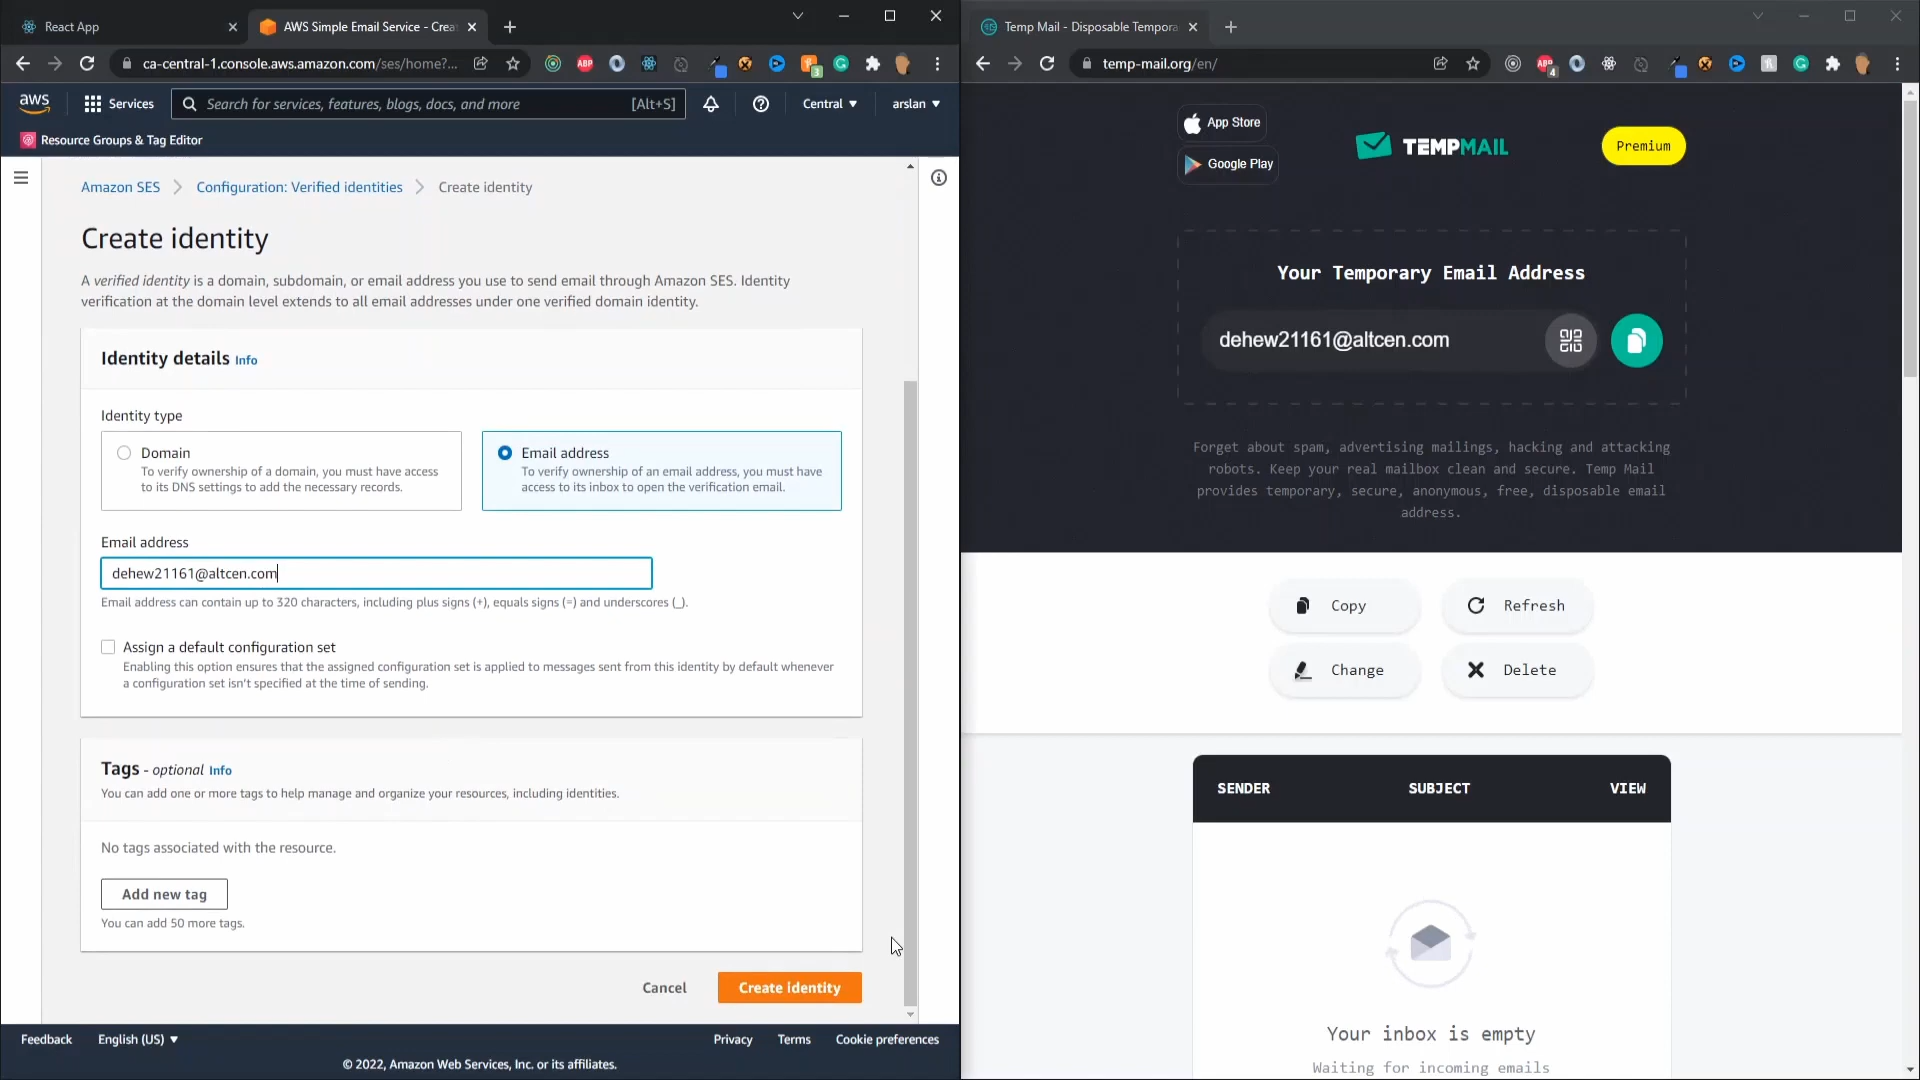 React App
AWS Simple Email Service - Crea
ca-central-1.console.aws.amazon.com/ses/home?...
ABP
3
aws
Services
Search for services, features, blogs, docs, and more
[Alt+S]
Central ▼
arslan ▼
Resource Groups & Tag Editor
Amazon SES
Configuration: Verified identities
Create identity
Create identity
A verified identity is a domain, subdomain, or email address you use to send email through Amazon SES. Identity
verification at the domain level extends to all email addresses under one verified domain identity.
Identity details Info
Identity type
Domain
To verify ownership of a domain, you must have access
to its DNS settings to add the necessary records.
Email address
To verify ownership of an email address, you must have
access to its inbox to open the verification email.
Email address
dehew21161@altcen.com
Email address can contain up to 320 characters, including plus signs (+), equals signs (=) and underscores (_).
Assign a default configuration set
Enabling this option ensures that the assigned configuration set is applied to messages sent from this identity by default whenever
a configuration set isn't specified at the time of sending.
Tags - optional Info
You can add one or more tags to help manage and organize your resources, including identities.
No tags associated with the resource.
Add new tag
You can add 50 more tags.
Cancel
Create identity
Feedback
English (US) ▼
Privacy
Terms
Cookie preferences
© 2022, Amazon Web Services, Inc. or its affiliates.
Temp Mail - Disposable Tempora
temp-mail.org/en/
ABP
4
App Store
Google Play
TEMPMAIL
Premium
Your Temporary Email Address
dehew21161@altcen.com
Forget about spam, advertising mailings, hacking and attacking
robots. Keep your real mailbox clean and secure. Temp Mail
provides temporary, secure, anonymous, free, disposable email
address.
Copy
Refresh
Change
Delete
SENDER
SUBJECT
VIEW
Your inbox is empty
Waiting for incoming emails